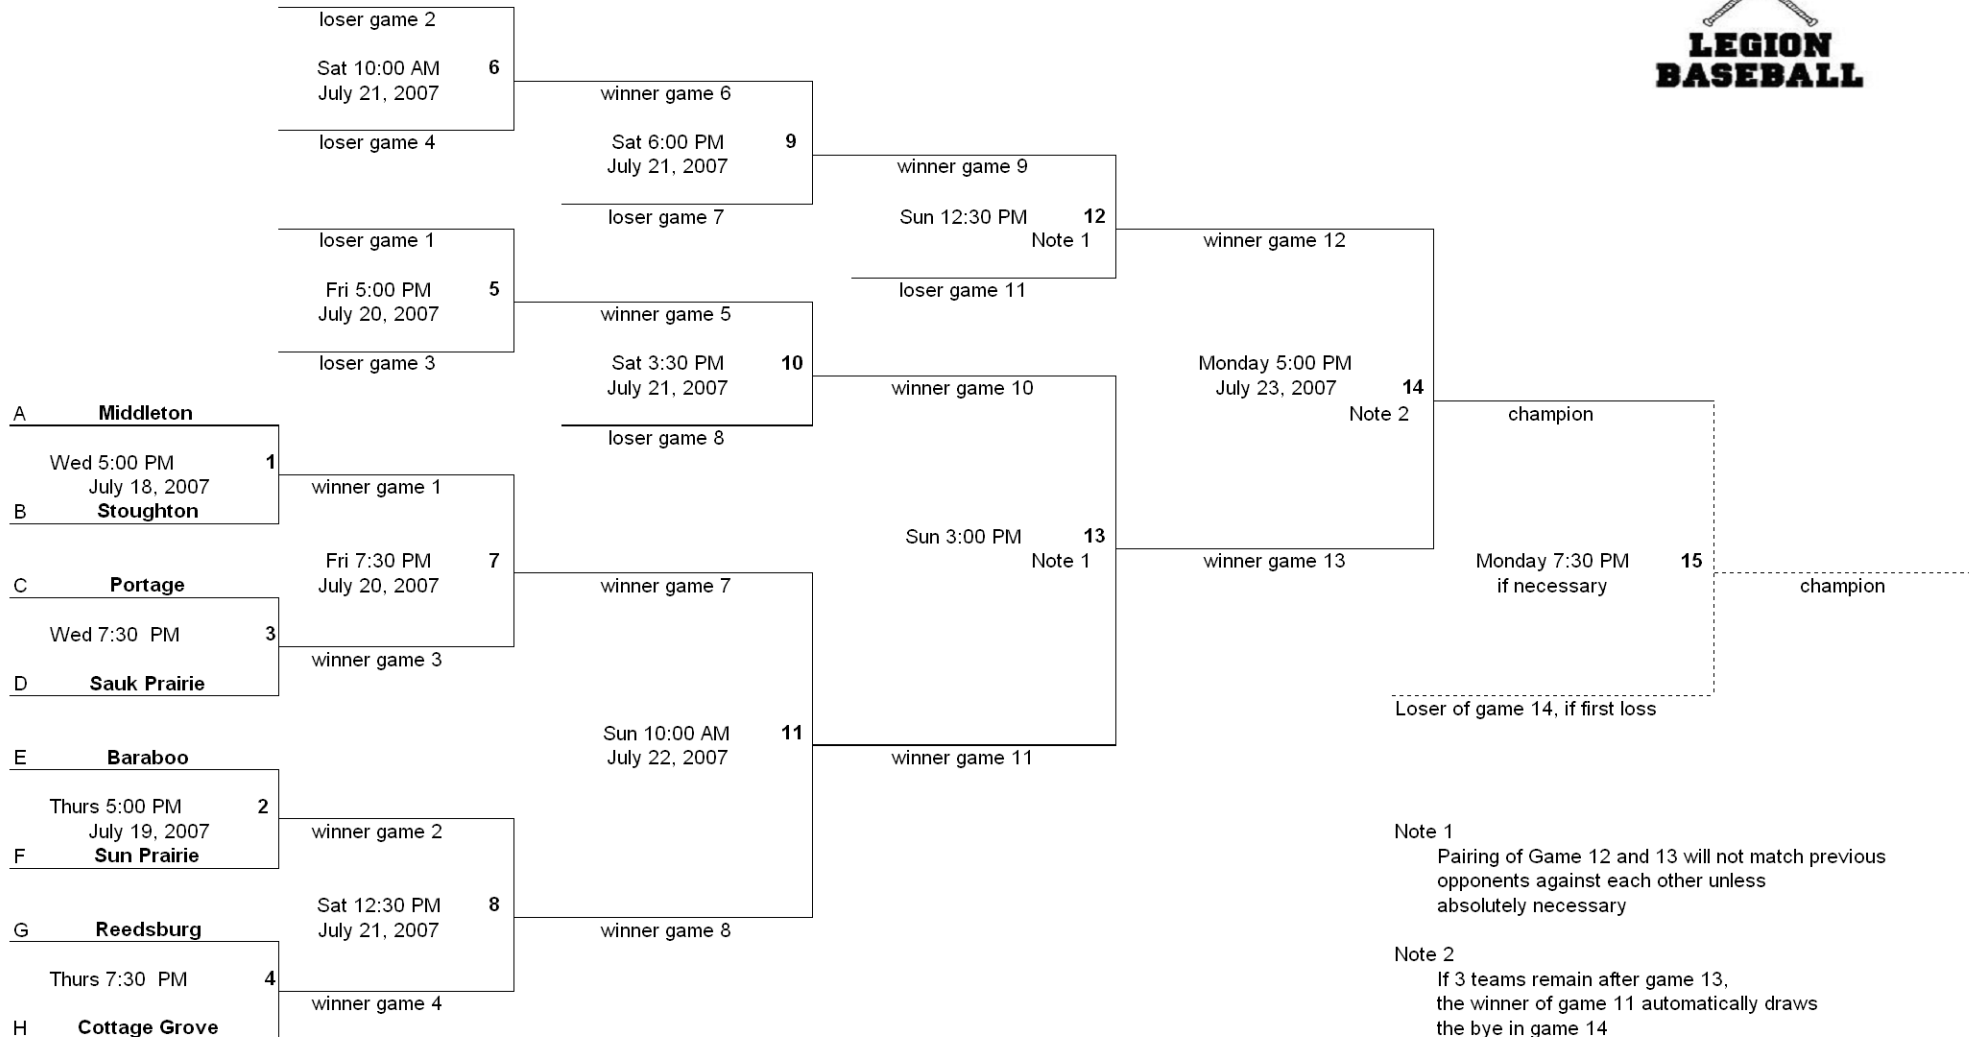 LEGION
BASEBALL
loser game 2
Sat 10:00 AM
6
July 21, 2007
loser game 4
winner game 6
Sat 6:00 PM
9
July 21, 2007
loser game 7
winner game 9
Sun 12:30 PM
12
Note 1
loser game 11
winner game 12
loser game 1
Fri 5:00 PM
5
July 20, 2007
loser game 3
winner game 5
Sat 3:30 PM
10
July 21, 2007
loser game 8
winner game 10
Monday 5:00 PM
July 23, 2007
14
Note 2
champion
A
Middleton
Wed 5:00 PM
1
July 18, 2007
B
Stoughton
winner game 1
Fri 7:30 PM
7
July 20, 2007
C
Portage
Wed 7:30 PM
3
D
Sauk Prairie
winner game 3
winner game 7
Sun 3:00 PM
13
Note 1
winner game 13
Monday 7:30 PM
15
if necessary
champion
Loser of game 14, if first loss
Sun 10:00 AM
11
July 22, 2007
winner game 11
E
Baraboo
Thurs 5:00 PM
2
July 19, 2007
F
Sun Prairie
winner game 2
Sat 12:30 PM
8
July 21, 2007
winner game 8
G
Reedsburg
Thurs 7:30 PM
4
H
Cottage Grove
winner game 4
Note 1
Pairing of Game 12 and 13 will not match previous
opponents against each other unless
absolutely necessary
Note 2
If 3 teams remain after game 13,
the winner of game 11 automatically draws
the bye in game 14